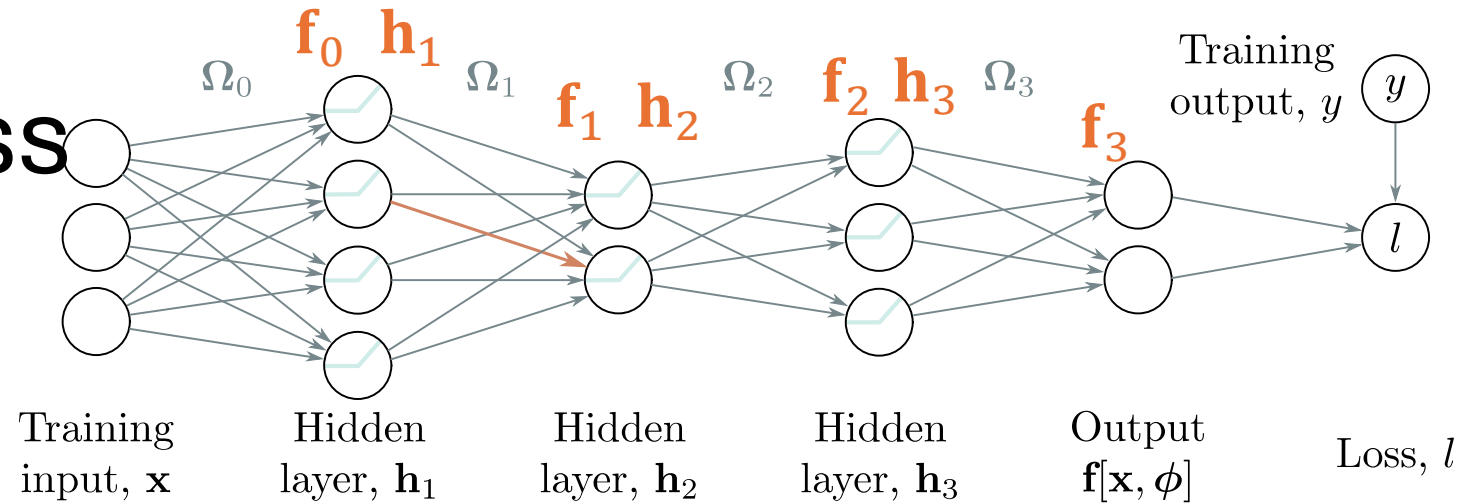 ss
f₀ h₁
Ω₀
Ω₁
f₁ h₂
Ω₂
f₂ h₃
Ω₃
f₃
Training
output, y
y
l
Training
input, x
Hidden
layer, h₁
Hidden
layer, h₂
Hidden
layer, h₃
Output
f[x, ϕ]
Loss, l